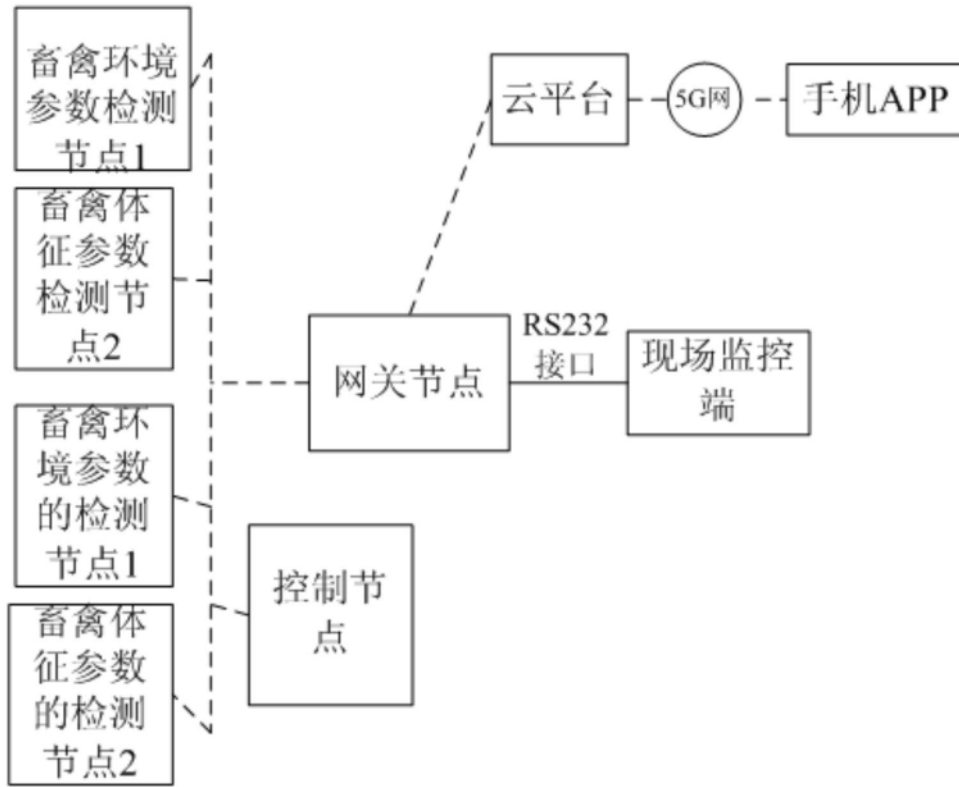 畜禽环境
参数检测
节点1
畜禽体
征参数
检测节
点2
畜禽环
境参数
的检测
节点1
畜禽体
征参数
的检测
节点2
云平台
5G网
手机APP
网关节点
RS232
接口
现场监控
端
控制节
点